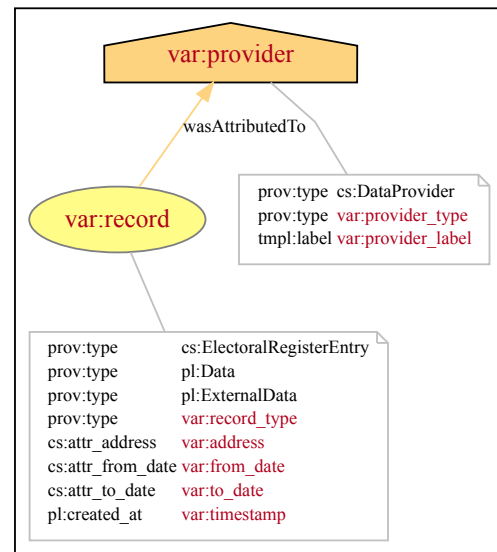 var:provider
wasAttributedTo
var:record
prov:type cs:DataProvider
prov:type var:provider_type
tmpl:label var:provider_label
prov:type cs:ElectoralRegisterEntry
prov:type pl:Data
prov:type pl:ExternalData
prov:type var:record_type
cs:attr_address var:address
cs:attr_from_date var:from_date
cs:attr_to_date var:to_date
pl:created_at var:timestamp